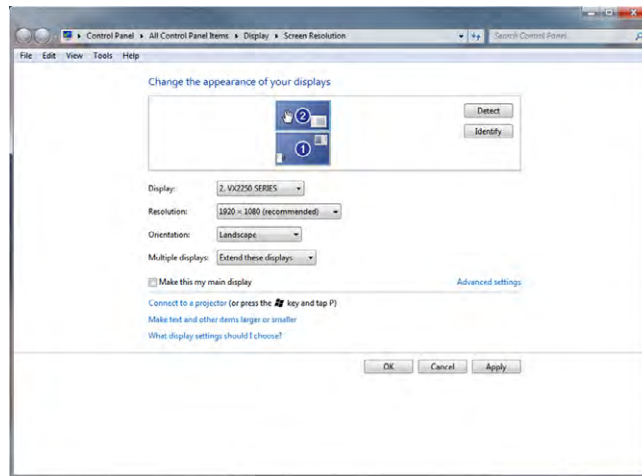 Control Panel ▸ All Control Panel Items ▸ Display ▸ Screen Resolution
Search Control Panel
File Edit View Tools Help
Change the appearance of your displays
2
1
Detect
Identify
Display: 2. VX2250 SERIES
Resolution: 1920 × 1080 (recommended)
Orientation: Landscape
Multiple displays: Extend these displays
Make this my main display
Advanced settings
Connect to a projector (or press the key and tap P)
Make text and other items larger or smaller
What display settings should I choose?
OK Cancel Apply